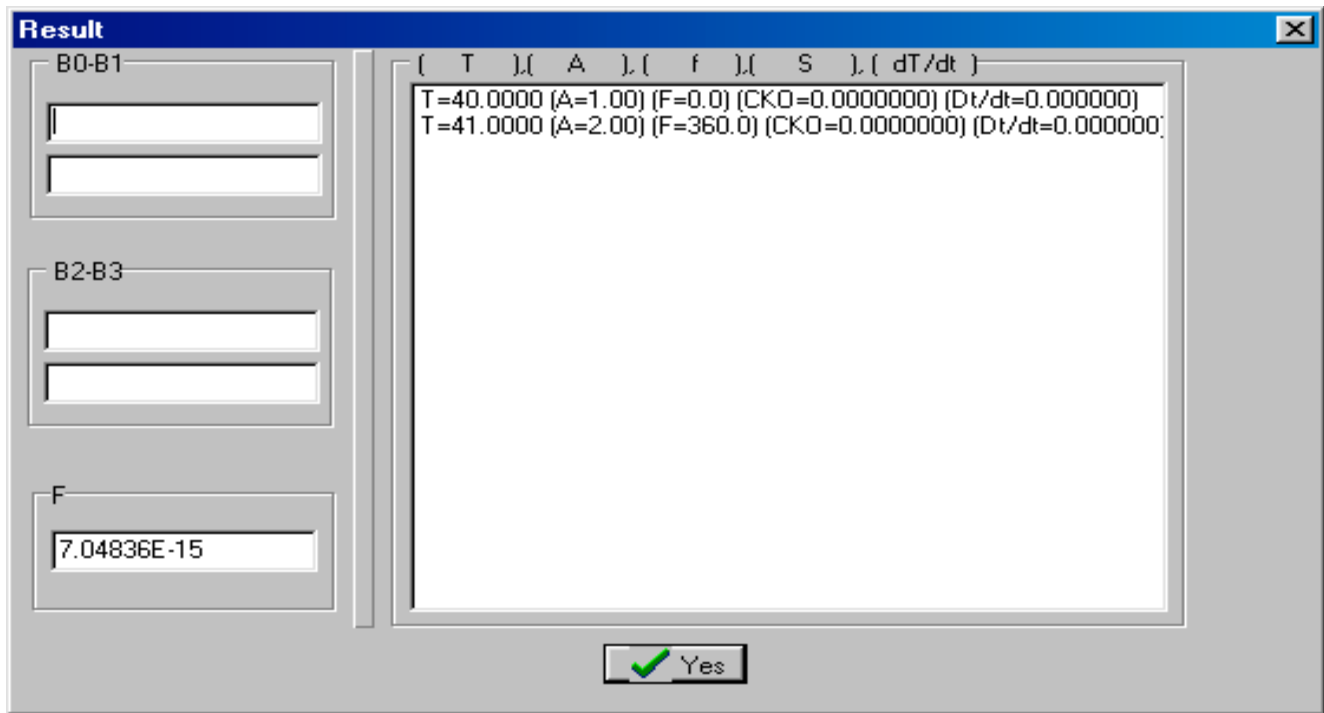 Result
B0-B1
B2-B3
F
7.04836E-15
( T ),( A ), ( f ),( S ), ( dT/dt )
T=40.0000 (A=1.00) (F=0.0) (CKO=0.0000000) (Dt/dt=0.000000)
T=41.0000 (A=2.00) (F=360.0) (CKO=0.0000000) (Dt/dt=0.000000)
Yes